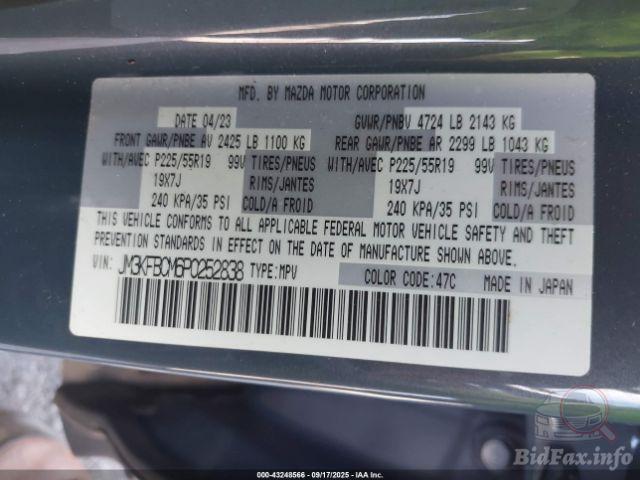 MFD. BY MAZDA MOTOR CORPORATION
DATE 04/23 GVWR/PNBV 4724 LB 2143 KG
FRONT GAWR/PNBE AV 2425 LB 1100 KG REAR GAWR/PNBE AR 2299 LB 1043 KG
WITH/AVEC P225/55R19 99V TIRES/PNEUS WITH/AVEC P225/55R19 99V TIRES/PNEUS
19X7J RIMS/JANTES 19X7J RIMS/JANTES
240 KPA/35 PSI COLD/A FROID 240 KPA/35 PSI COLD/A FROID
THIS VEHICLE CONFORMS TO ALL APPLICABLE FEDERAL MOTOR VEHICLE SAFETY AND THEFT
PREVENTION STANDARDS IN EFFECT ON THE DATE OF MANUFACTURE SHOWN ABOVE.
VIN: JM3KFBCM6P0252838 TYPE: MPV COLOR CODE: 47C MADE IN JAPAN
BidFax.info
000-43248566 - 09/17/2025 - IAA Inc.